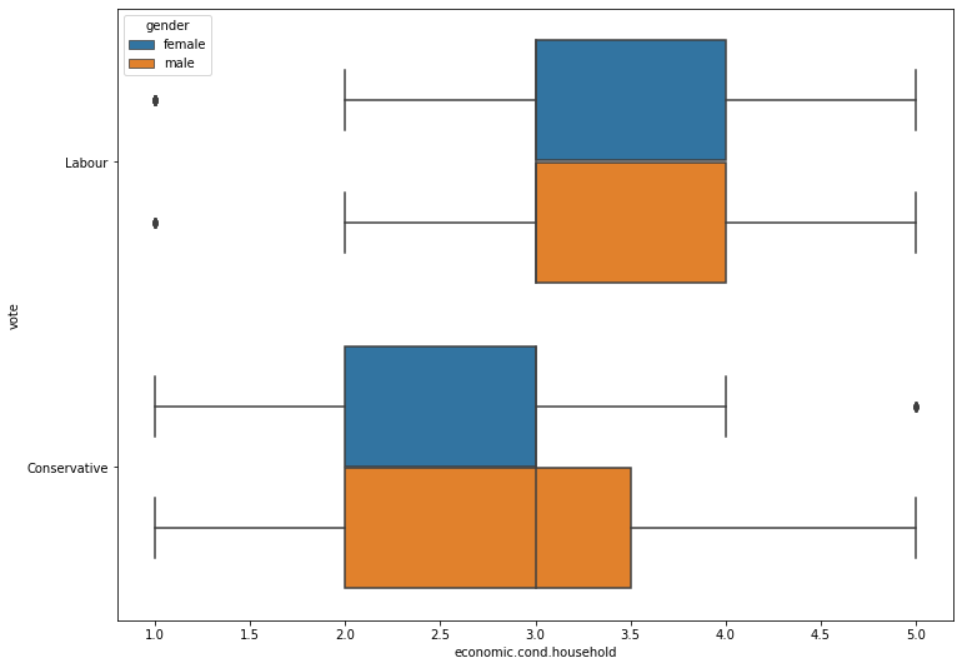 gender
female
male
Labour
vote
Conservative
1.0 1.5 2.0 2.5 3.0 3.5 4.0 4.5 5.0
economic.cond.household